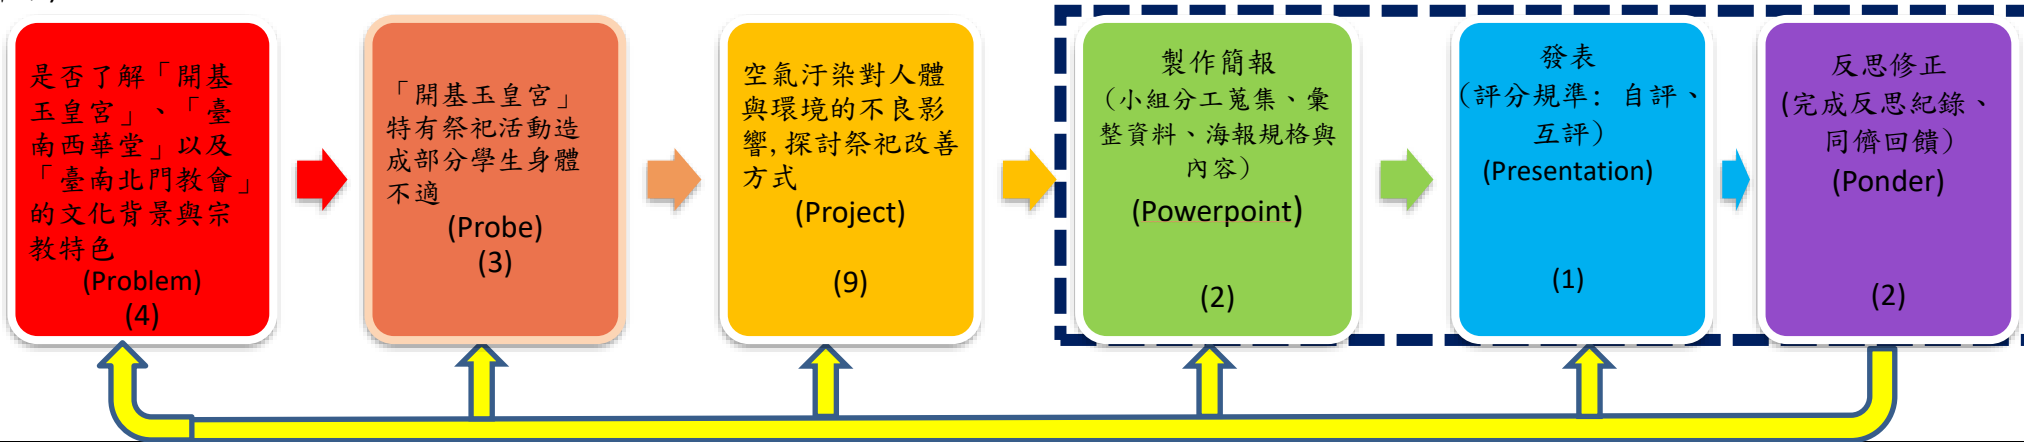 是否了解「開基
玉皇宮」、「臺
南西華堂」以及
「臺南北門教會」
的文化背景與宗
教特色
(Problem)
(4)
「開基玉皇宮」
特有祭祀活動造
成部分學生身體
不適
(Probe)
(3)
空氣汙染對人體
與環境的不良影
響,探討祭祀改善
方式
(Project)
(9)
製作簡報
(小組分工蒐集、彙
整資料、海報規格與
內容)
(Powerpoint)
(2)
發表
(評分規準: 自評、
互評)
(Presentation)
(1)
反思修正
(完成反思紀錄、
同儕回饋)
(Ponder)
(2)